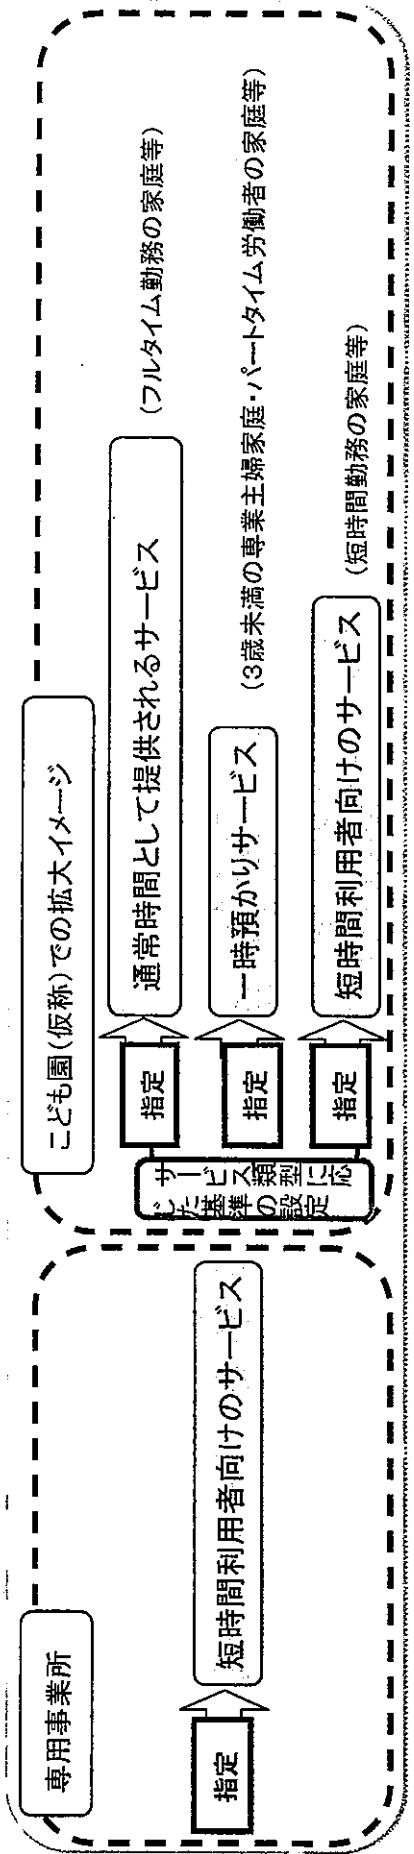 専用事業所
指定
短時間利用者向けのサービス
こども園(仮称)での拡大イメージ
サービス類型に応
じた基準の設定
指定
通常時間として提供されるサービス
(フルタイム勤務の家庭等)
指定
一時預かりサービス
(3歳未満の専業主婦家庭・パートタイム労働者の家庭等)
指定
短時間利用者向けのサービス
(短時間勤務の家庭等)